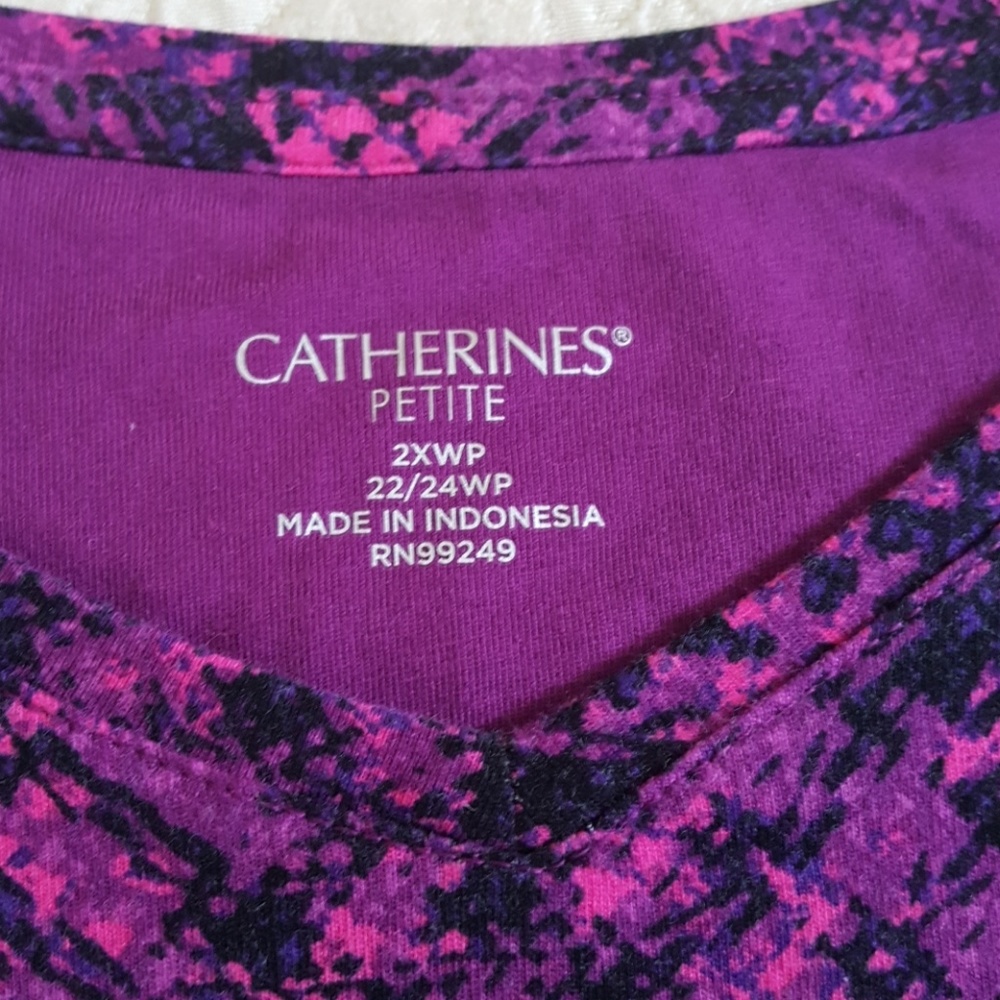 CATHERINES®
PETITE
2XWP
22/24WP
MADE IN INDONESIA
RN99249